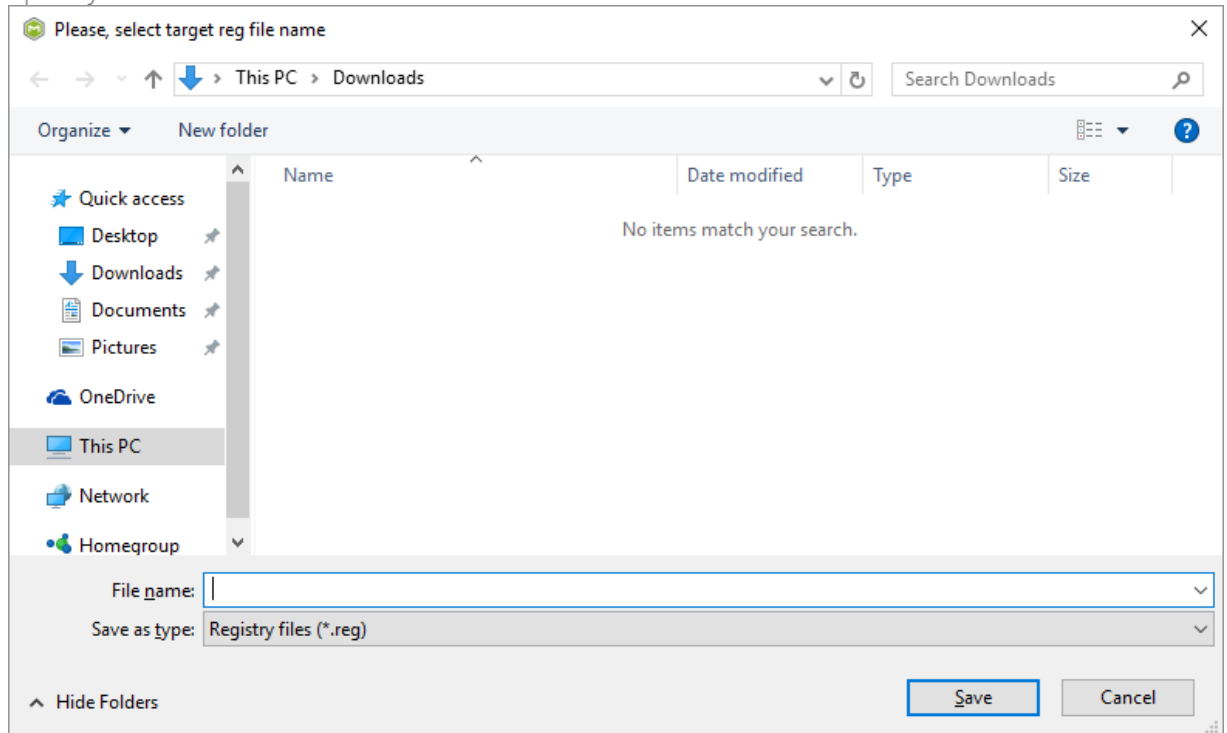 Please, select target reg file name
This PC > Downloads
Search Downloads
Organize
New folder
?
Name
Date modified
Type
Size
No items match your search.
Quick access
Desktop
Downloads
Documents
Pictures
OneDrive
This PC
Network
Homegroup
File name:
Save as type: Registry files (*.reg)
Hide Folders
Save
Cancel